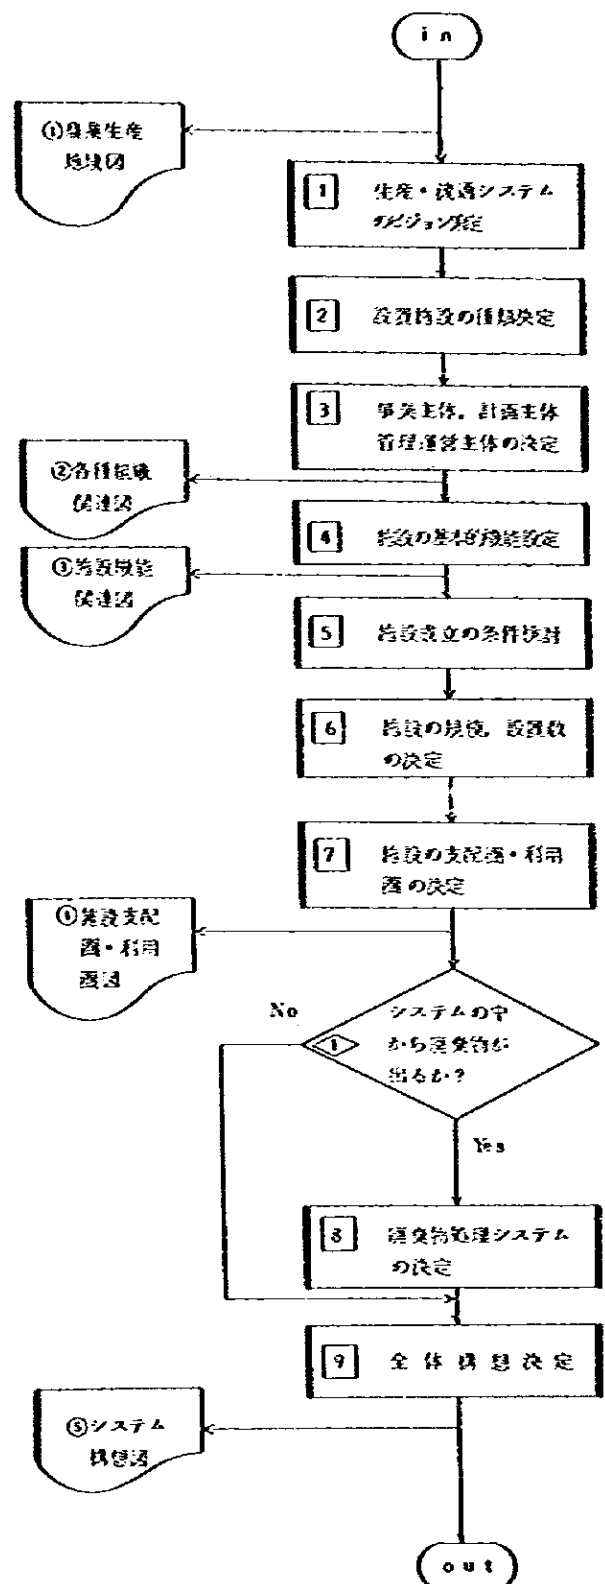 in
①農業生産
地域図
1 生産・流通システム
のビジョン策定
2 設置施設の種類決定
3 事業主体，計画主体
管理運営主体の決定
②各種組織
関連図
4 施設の基本的機能設定
③施設機能
関連図
5 施設成立の条件検討
6 施設の規模，設置数
の決定
7 施設の支配圏・利用
圏の決定
④施設支配
圏・利用
圏図
No
1
システムの中
から廃棄物が
出るか？
Yes
8 廃棄物処理システム
の決定
9 全体構想決定
⑤システム
構想図
out